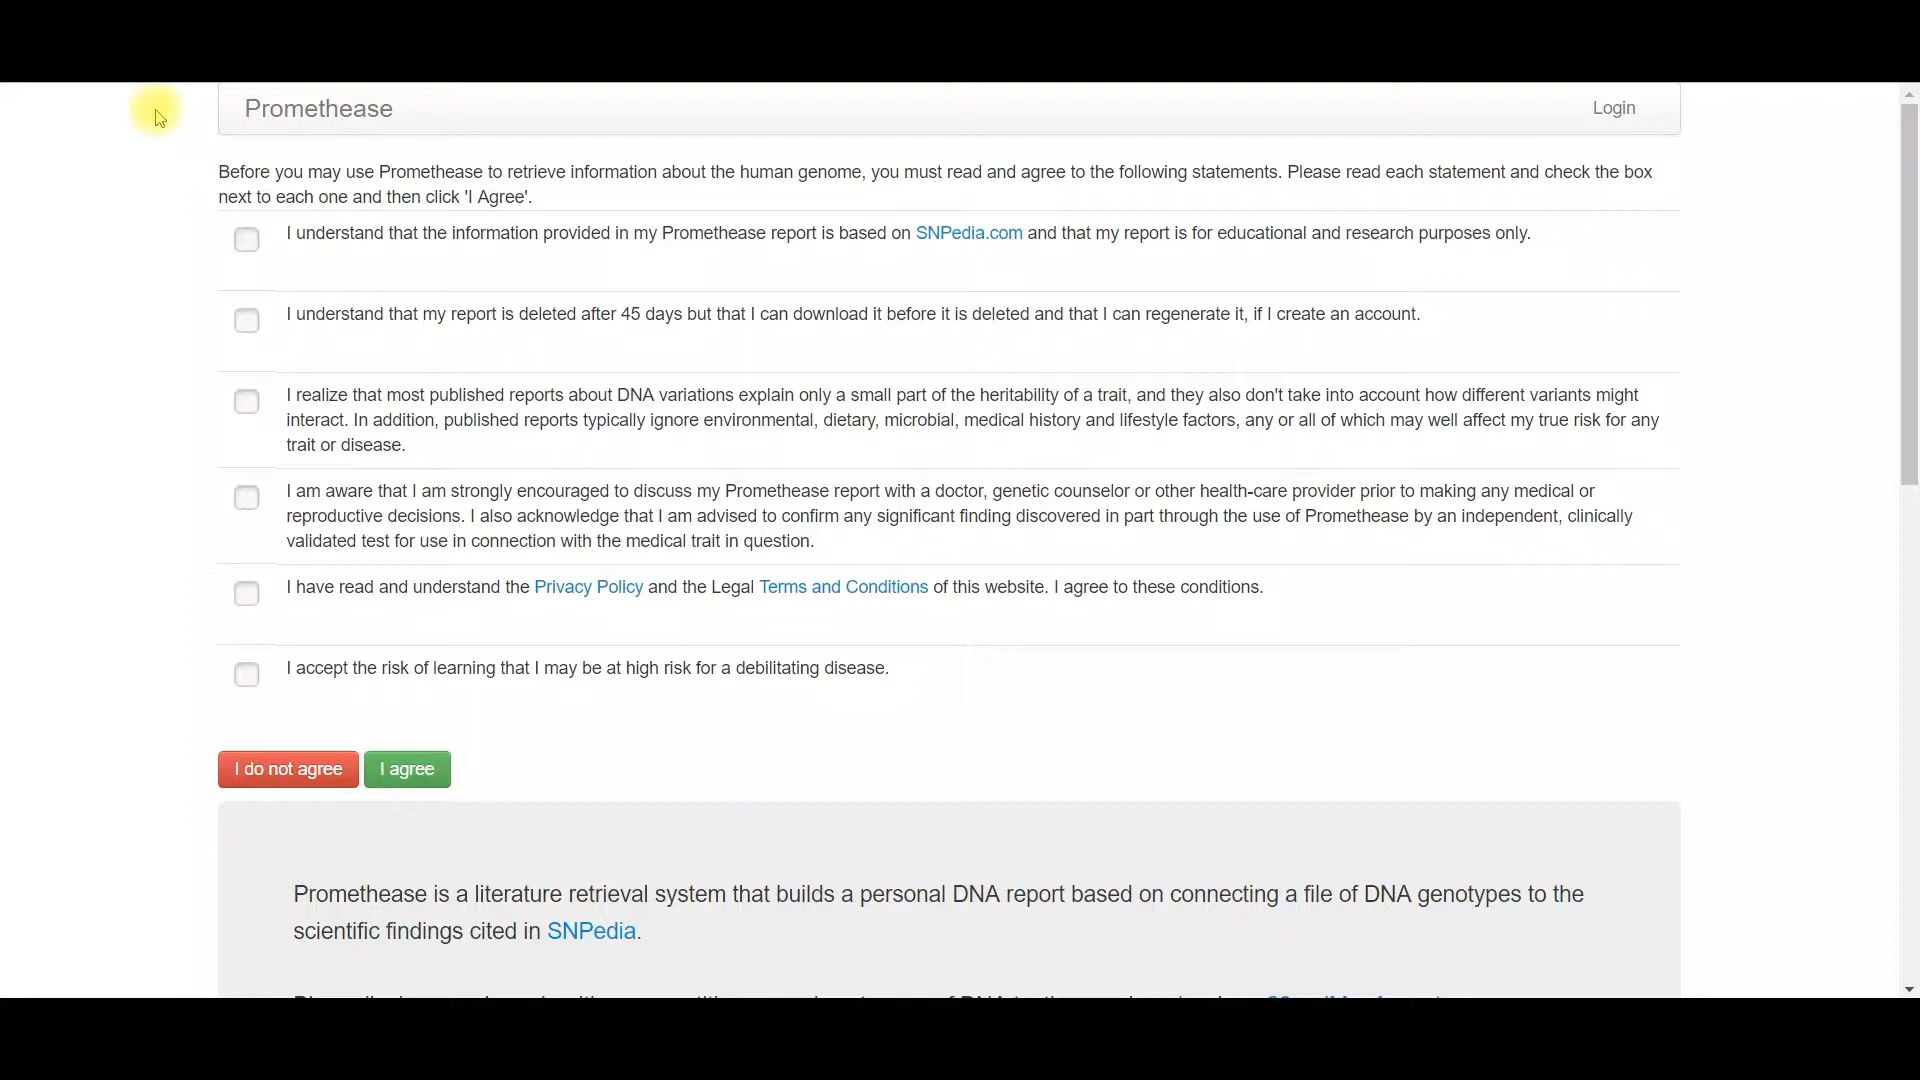 Promethease
Login
Before you may use Promethease to retrieve information about the human genome, you must read and agree to the following statements. Please read each statement and check the box
next to each one and then click 'I Agree'.
I understand that the information provided in my Promethease report is based on SNPedia.com and that my report is for educational and research purposes only.
I understand that my report is deleted after 45 days but that I can download it before it is deleted and that I can regenerate it, if I create an account.
I realize that most published reports about DNA variations explain only a small part of the heritability of a trait, and they also don't take into account how different variants might
interact. In addition, published reports typically ignore environmental, dietary, microbial, medical history and lifestyle factors, any or all of which may well affect my true risk for any
trait or disease.
I am aware that I am strongly encouraged to discuss my Promethease report with a doctor, genetic counselor or other health-care provider prior to making any medical or
reproductive decisions. I also acknowledge that I am advised to confirm any significant finding discovered in part through the use of Promethease by an independent, clinically
validated test for use in connection with the medical trait in question.
I have read and understand the Privacy Policy and the Legal Terms and Conditions of this website. I agree to these conditions.
I accept the risk of learning that I may be at high risk for a debilitating disease.
I do not agree
I agree
Promethease is a literature retrieval system that builds a personal DNA report based on connecting a file of DNA genotypes to the
scientific findings cited in SNPedia.